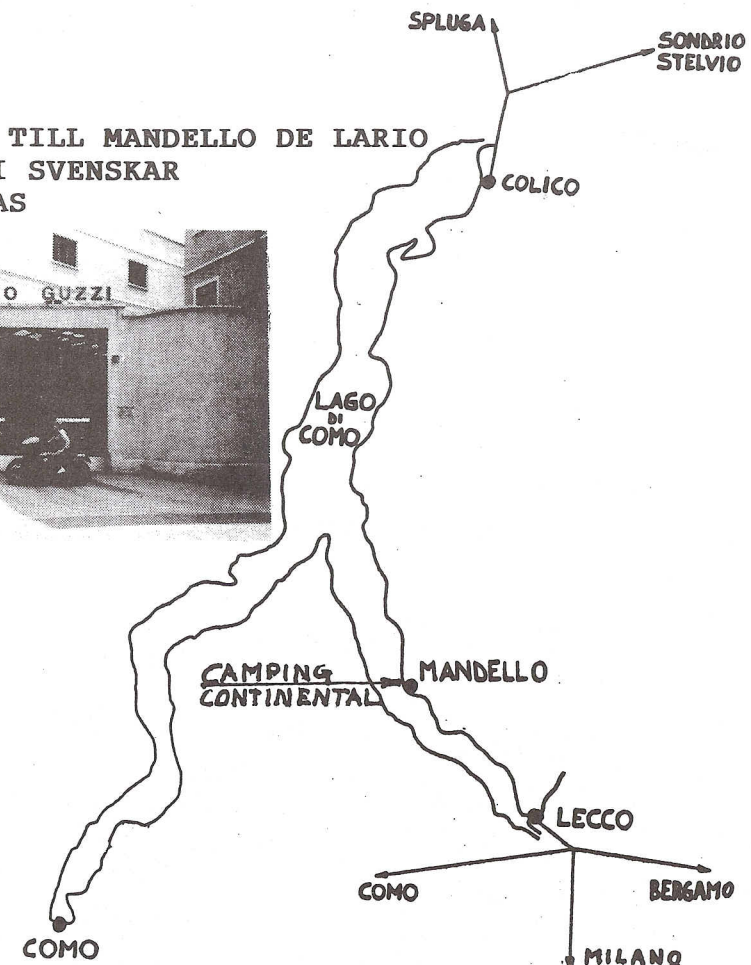 SPLUGA
SONDRIO
STELVIO
TILL MANDELLO DE LARIO
I SVENSKAR
AS
COLICO
O GUZZI
LAGO
DI
COMO
CAMPING
CONTINENTAL
MANDELLO
LECCO
COMO
BERGAMO
COMO
MILANO